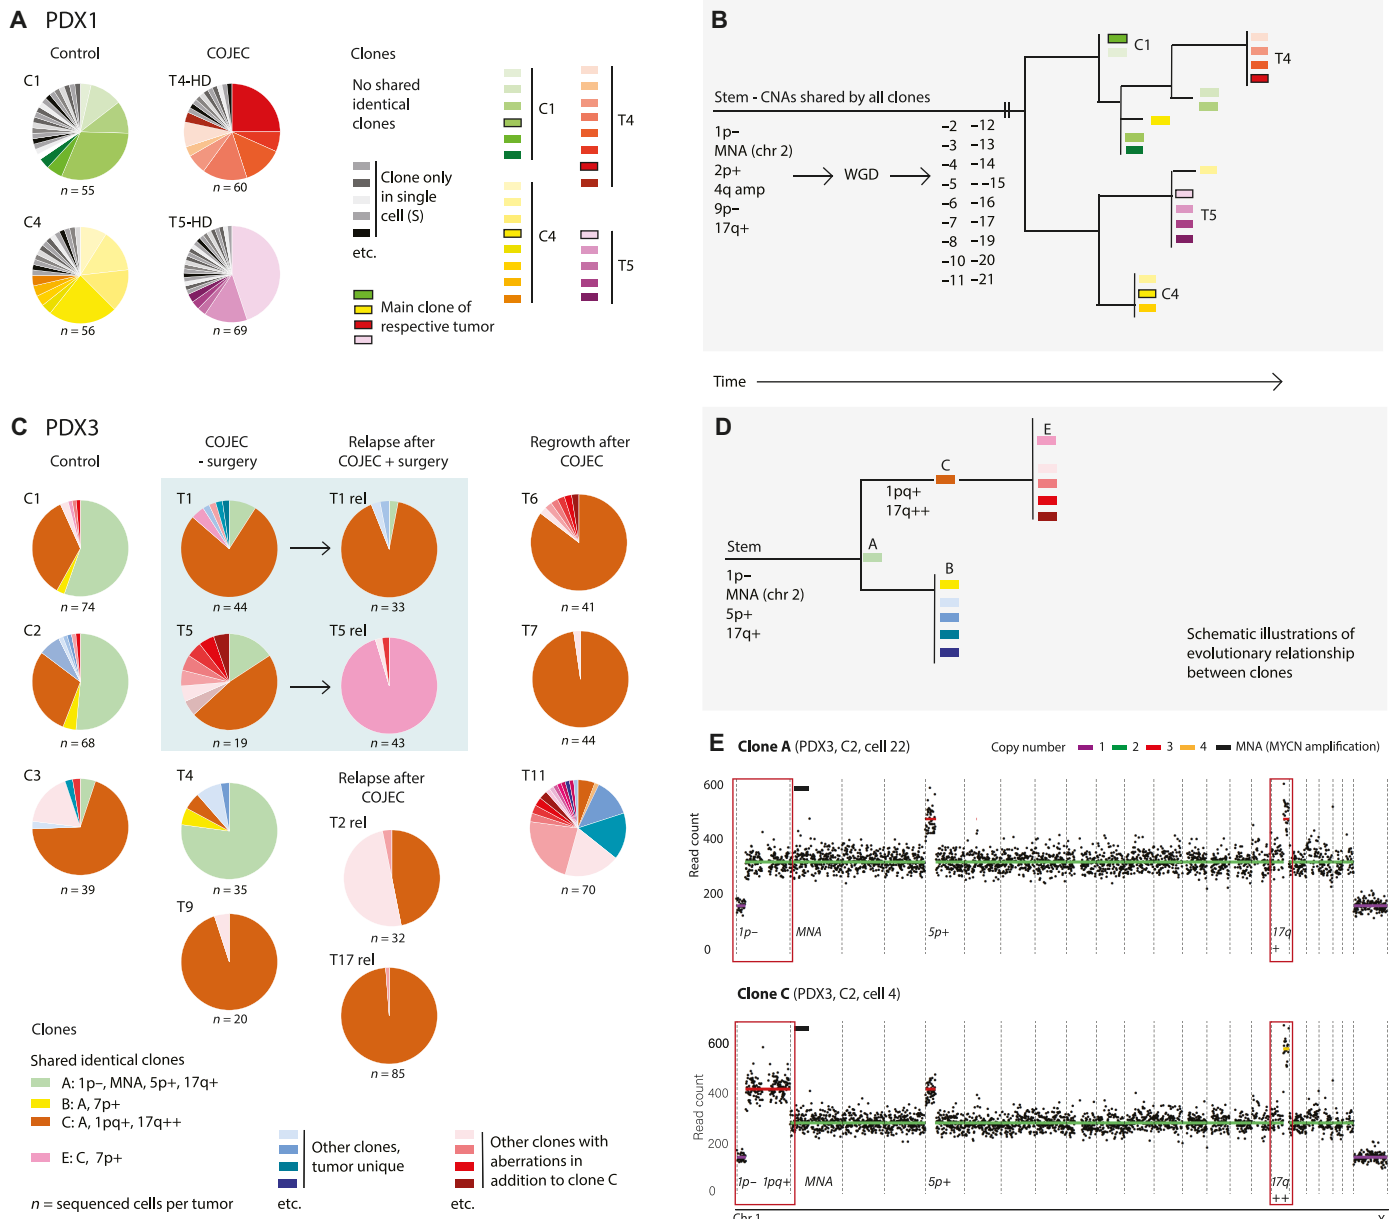 A PDX1
Control
COJEC
C1
n = 55
T4-HD
n = 60
C4
n = 56
T5-HD
n = 69
Clones
No shared
identical
clones
Clone only
in single
cell (S)
etc.
Main clone of
respective tumor
C1
C4
T4
T5
B
Stem - CNAs shared by all clones
1p–
MNA (chr 2)
2p+
4q amp
9p–
17q+
WGD
–2 –12
–3 –13
–4 –14
–5 – –15
–6 –16
–7 –17
–8 –19
–10 –20
–11 –21
C1
T4
T5
C4
Time
C PDX3
Control
COJEC
- surgery
Relapse after
COJEC + surgery
Regrowth after
COJEC
C1
n = 74
T1
n = 44
T1 rel
n = 33
T6
n = 41
C2
n = 68
T5
n = 19
T5 rel
n = 43
T7
n = 44
C3
n = 39
T4
n = 35
Relapse after
COJEC
T2 rel
n = 32
T11
n = 70
T9
n = 20
T17 rel
n = 85
Clones
Shared identical clones
A: 1p–, MNA, 5p+, 17q+
B: A, 7p+
C: A, 1pq+, 17q++
E: C, 7p+
n = sequenced cells per tumor
Other clones,
tumor unique
etc.
Other clones with
aberrations in
addition to clone C
etc.
D
Stem
1p–
MNA (chr 2)
5p+
17q+
A
B
C
1pq+
17q++
E
Schematic illustrations of
evolutionary relationship
between clones
E
Clone A (PDX3, C2, cell 22)
Copy number 1 2 3 4 MNA (MYCN amplification)
Read count
600
400
200
0
1p–
MNA
5p+
17q
+
Clone C (PDX3, C2, cell 4)
Read count
600
400
200
0
1p– 1pq+
MNA
5p+
17q
++
Chr 1
Y